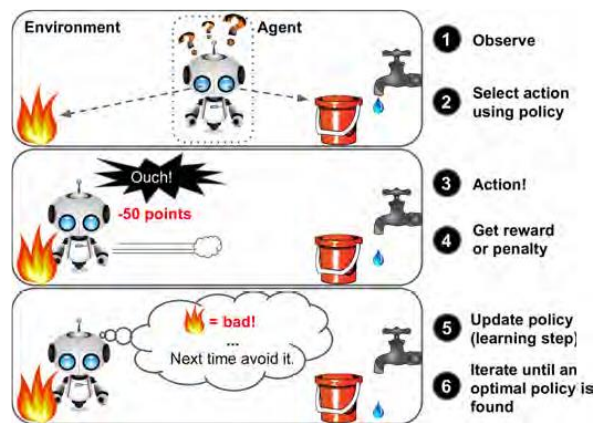 Environment
Agent
???
1 Observe
2 Select action
using policy
Ouch!
-50 points
3 Action!
4 Get reward
or penalty
= bad!
...
Next time avoid it.
5 Update policy
(learning step)
6 Iterate until an
optimal policy is
found